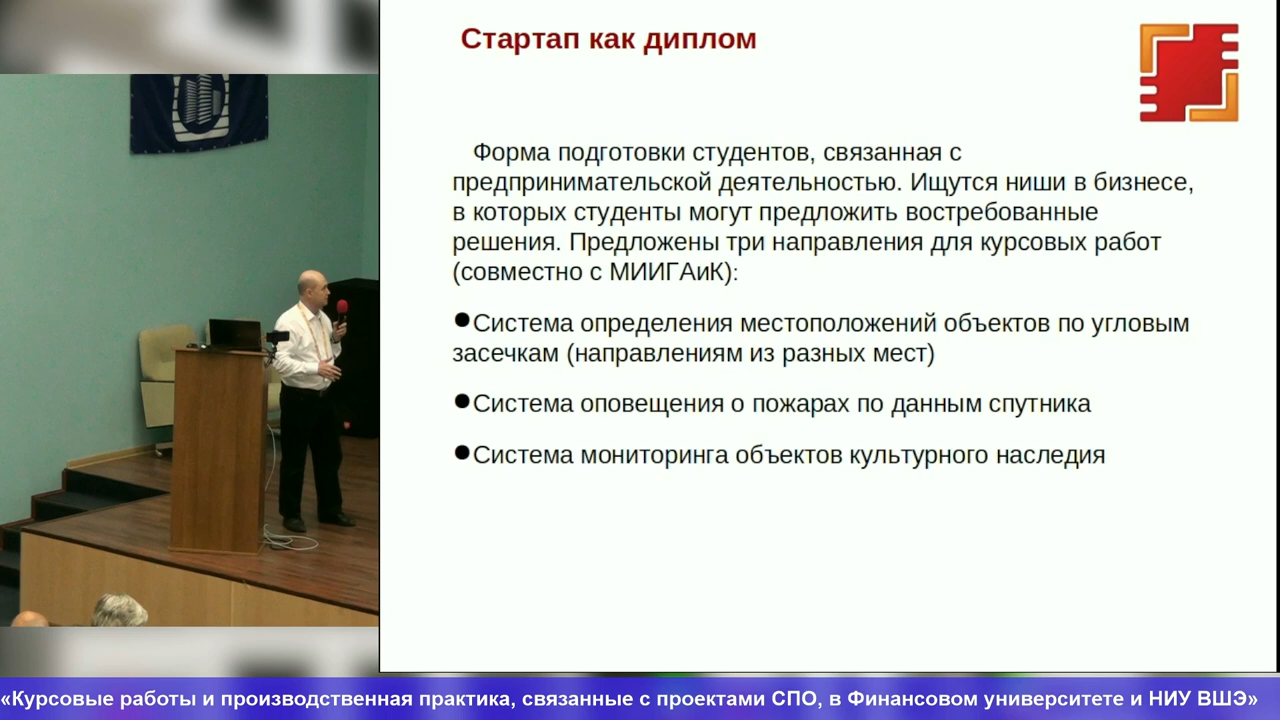 Стартап как диплом
Форма подготовки студентов, связанная с
предпринимательской деятельностью. Ищутся ниши в бизнесе,
в которых студенты могут предложить востребованные
решения. Предложены три направления для курсовых работ
(совместно с МИИГАиК):
●Система определения местоположений объектов по угловым
засечкам (направлениям из разных мест)
●Система оповещения о пожарах по данным спутника
●Система мониторинга объектов культурного наследия
«Курсовые работы и производственная практика, связанные с проектами СПО, в Финансовом университете и НИУ ВШЭ»